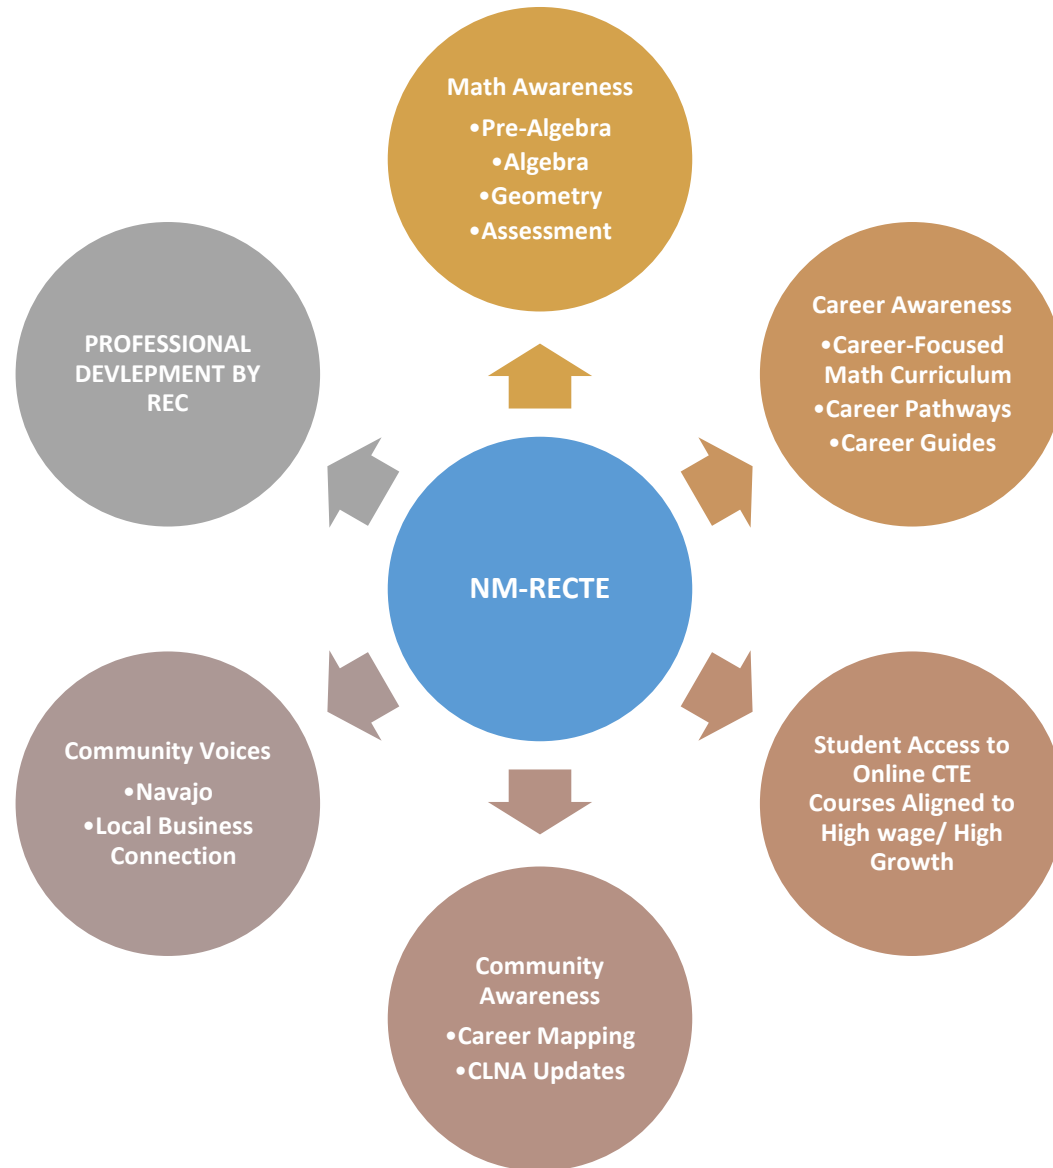 Math Awareness
•Pre-Algebra
•Algebra
•Geometry
•Assessment
Career Awareness
•Career-Focused
Math Curriculum
•Career Pathways
•Career Guides
Student Access to
Online CTE
Courses Aligned to
High wage/ High
Growth
Community
Awareness
•Career Mapping
•CLNA Updates
Community Voices
•Navajo
•Local Business
Connection
PROFESSIONAL
DEVLEPMENT BY
REC
NM-RECTE